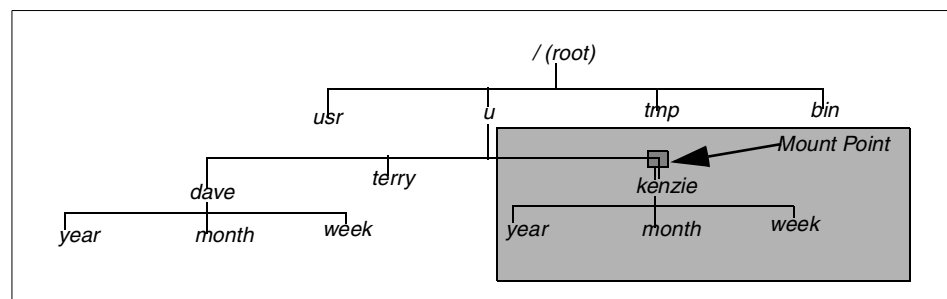 / (root)
usr u tmp bin
Mount Point
dave terry kenzie
year month week year month week